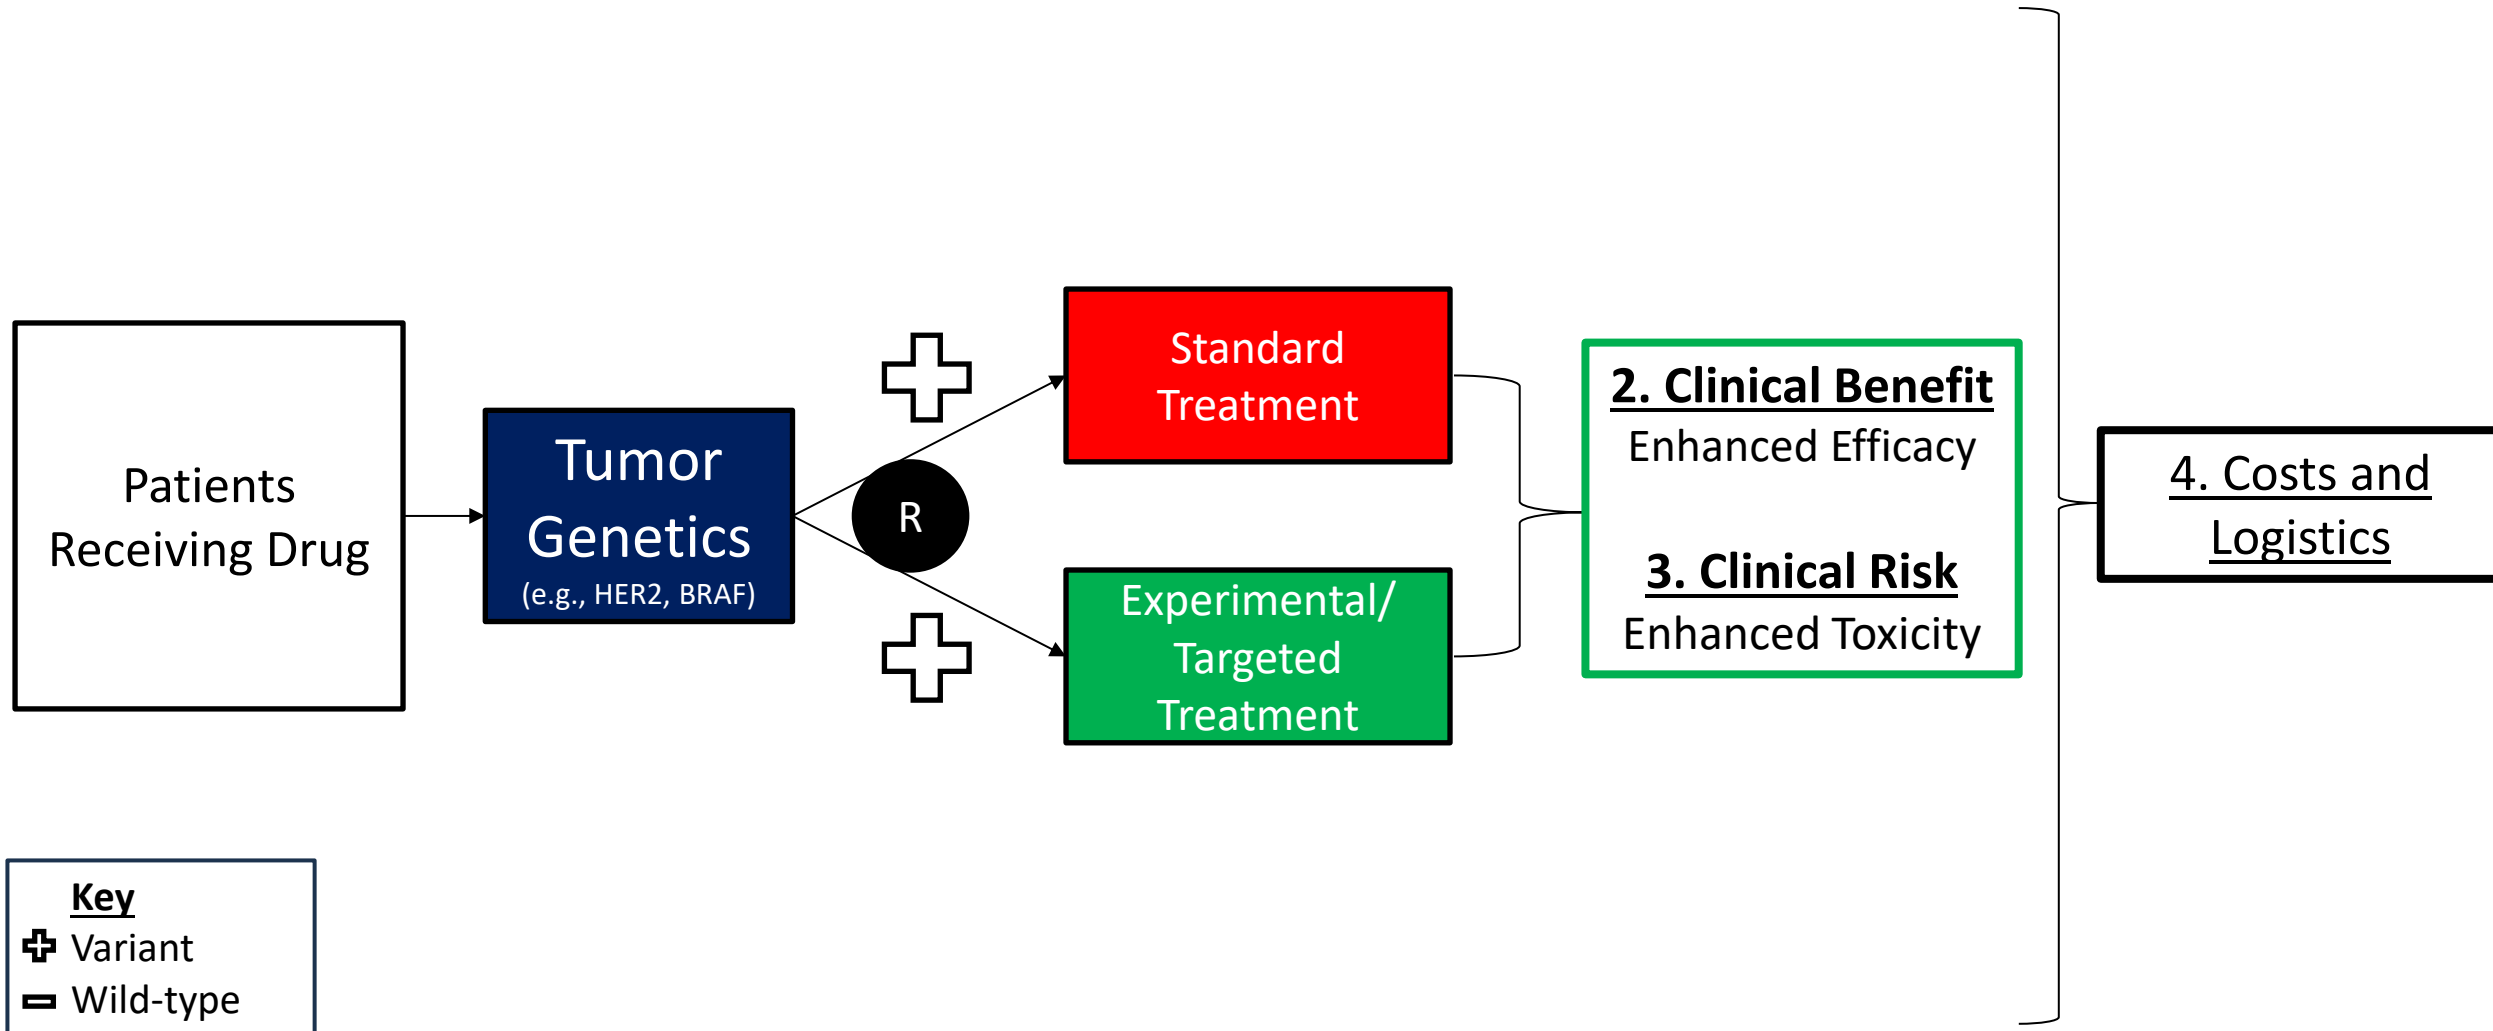 Patients
Receiving Drug
Tumor
Genetics
(e.g., HER2, BRAF)
R
Standard
Treatment
Experimental/
Targeted
Treatment
2. Clinical Benefit
Enhanced Efficacy
3. Clinical Risk
Enhanced Toxicity
4. Costs and
Logistics
Key
Variant
Wild-type